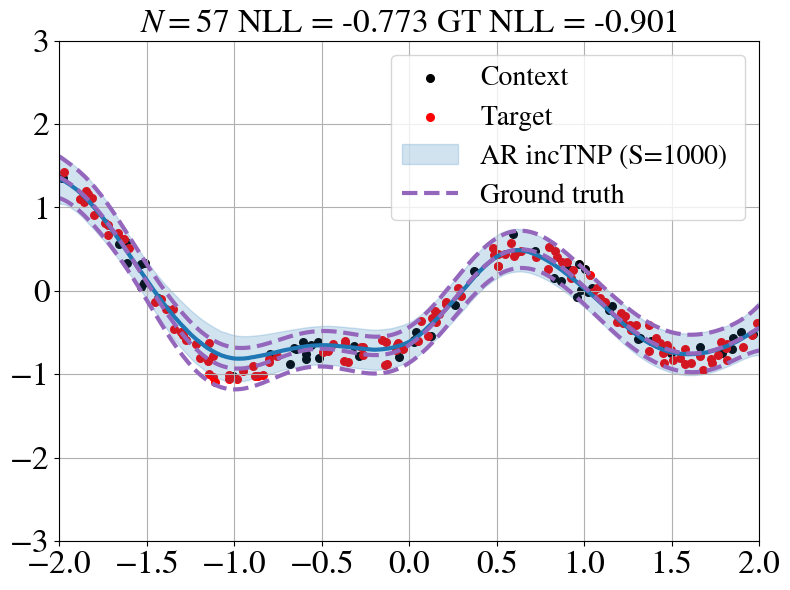 N = 57 NLL = -0.773 GT NLL = -0.901
Context
Target
AR incTNP (S=1000)
Ground truth
3
2
1
0
−1
−2
−3
−2.0 −1.5 −1.0 −0.5 0.0 0.5 1.0 1.5 2.0